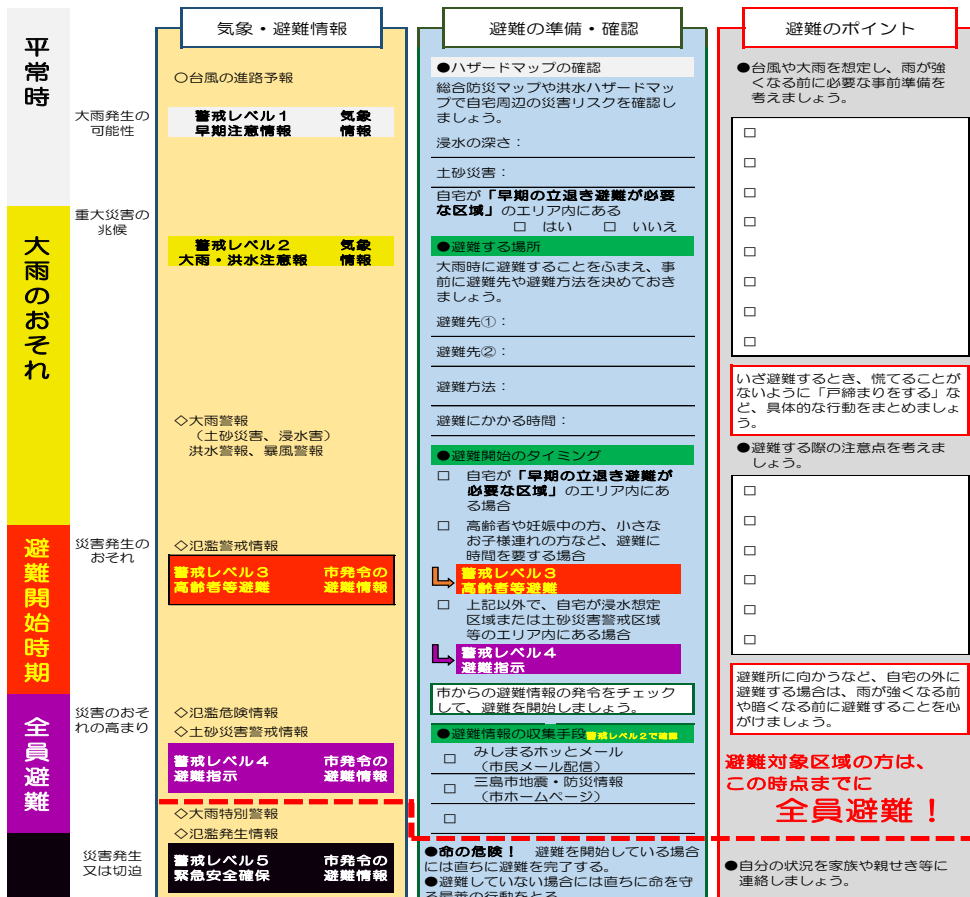 平常時
大雨のおそれ
避難開始時期
全員避難
大雨発生の
可能性
重大災害の
兆候
災害発生の
おそれ
災害のおそ
れの高まり
災害発生
又は切迫
気象・避難情報
○台風の進路予報
警戒レベル1 気象
早期注意情報 情報
警戒レベル2 気象
大雨・洪水注意報 情報
◇大雨警報
（土砂災害、浸水害）
洪水警報、暴風警報
◇氾濫警戒情報
警戒レベル3 市発令の
高齢者等避難 避難情報
◇氾濫危険情報
◇土砂災害警戒情報
警戒レベル4 市発令の
避難指示 避難情報
◇大雨特別警報
◇氾濫発生情報
警戒レベル5 市発令の
緊急安全確保 避難情報
避難の準備・確認
●ハザードマップの確認
総合防災マップや洪水ハザードマッ
プで自宅周辺の災害リスクを確認し
ましょう。
浸水の深さ：
土砂災害：
自宅が「早期の立退き避難が必要
な区域」のエリア内にある
□ はい □ いいえ
●避難する場所
大雨時に避難することをふまえ、事
前に避難先や避難方法を決めておき
ましょう。
避難先①：
避難先②：
避難方法：
避難にかかる時間：
●避難開始のタイミング
□ 自宅が「早期の立退き避難が
必要な区域」のエリア内にあ
る場合
□ 高齢者や妊娠中の方、小さな
お子様連れの方など、避難に
時間を要する場合
警戒レベル3
高齢者等避難
□ 上記以外で、自宅が浸水想定
区域または土砂災害警戒区域
等のエリア内にある場合
警戒レベル4
避難指示
市からの避難情報の発令をチェック
して、避難を開始しましょう。
●避難情報の収集手段警戒レベル2で確認
□ みしまるホッとメール
（市民メール配信）
□ 三島市地震・防災情報
（市ホームページ）
□
●命の危険！ 避難を開始している場合
には直ちに避難を完了する。
●避難していない場合には直ちに命を守
る最善の行動をとる
避難のポイント
●台風や大雨を想定し、雨が強
くなる前に必要な事前準備を
考えましょう。
□
□
□
□
□
□
□
□
いざ避難するとき、慌てることが
ないように「戸締まりをする」な
ど、具体的な行動をまとめましょ
う。
●避難する際の注意点を考えま
しょう。
□
□
□
□
□
□
避難所に向かうなど、自宅の外に
避難する場合は、雨が強くなる前
や暗くなる前に避難することを心
がけましょう。
避難対象区域の方は、
この時点までに
全員避難！
●自分の状況を家族や親せき等に
連絡しましょう。